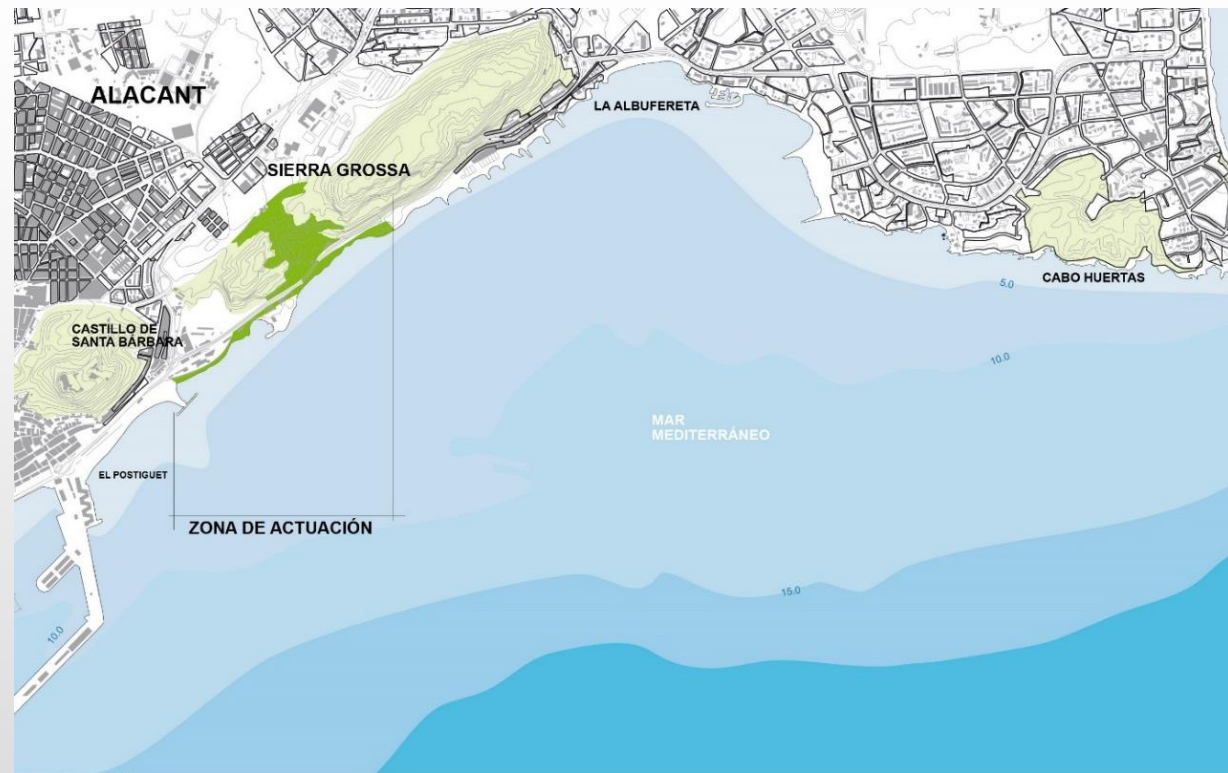 ALACANT
LA ALBUFERETA
SIERRA GROSSA
CABO HUERTAS
5.0
CASTILLO DE
SANTA BÁRBARA
10.0
MAR
MEDITERRÁNEO
EL POSTIGUET
ZONA DE ACTUACIÓN
15.0
10.0